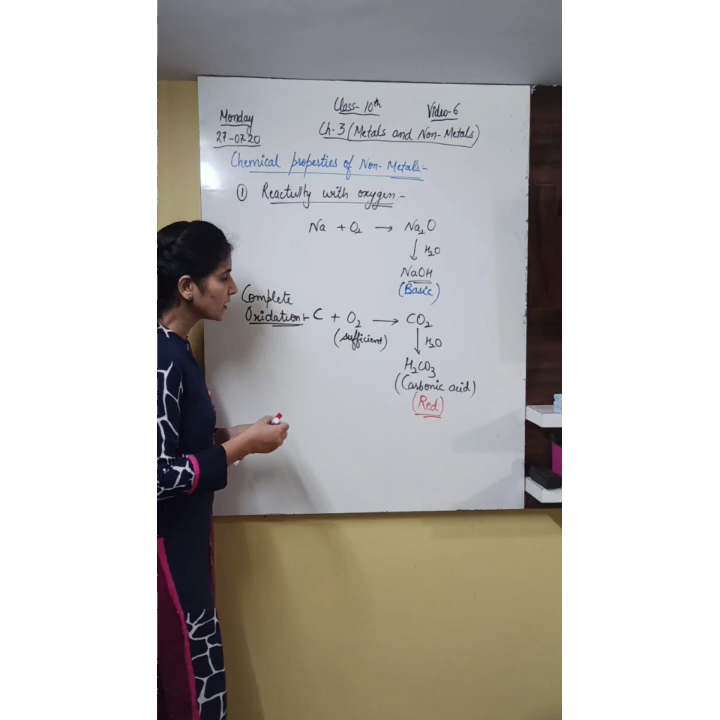 Class- 10th
Video-6
Monday
27-07-20
Ch-3 (Metals and Non-Metals)
Chemical properties of Non-Metals-
① Reactivity with oxygen-
Na + O₂ → Na₂O
↓ H₂O
NaOH
(Basic)
Complete
Oxidation:- C + O₂ → CO₂
(sufficient)
↓ H₂O
H₂CO₃
(Carbonic acid)
(Red)